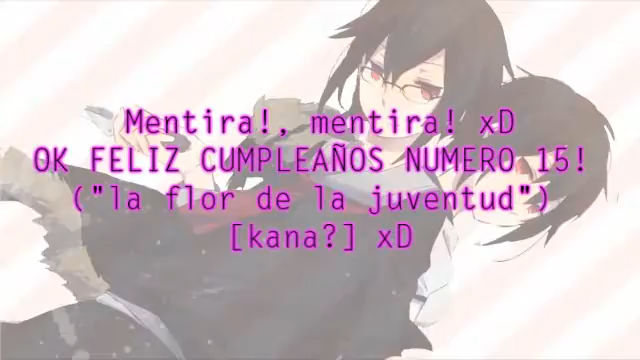 Mentira!, mentira! xD
OK FELIZ CUMPLEAÑOS NUMERO 15!
("la flor de la juventud")
[kana?] xD